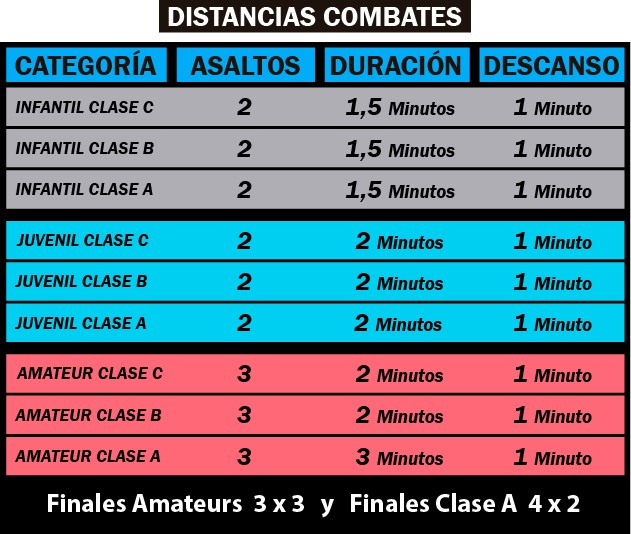 DISTANCIAS COMBATES
CATEGORÍA ASALTOS DURACIÓN DESCANSO
INFANTIL CLASE C 2 1,5 Minutos 1 Minuto
INFANTIL CLASE B 2 1,5 Minutos 1 Minuto
INFANTIL CLASE A 2 1,5 Minutos 1 Minuto
JUVENIL CLASE C 2 2 Minutos 1 Minuto
JUVENIL CLASE B 2 2 Minutos 1 Minuto
JUVENIL CLASE A 2 2 Minutos 1 Minuto
AMATEUR CLASE C 3 2 Minutos 1 Minuto
AMATEUR CLASE B 3 2 Minutos 1 Minuto
AMATEUR CLASE A 3 3 Minutos 1 Minuto
Finales Amateurs 3 x 3 y Finales Clase A 4 x 2